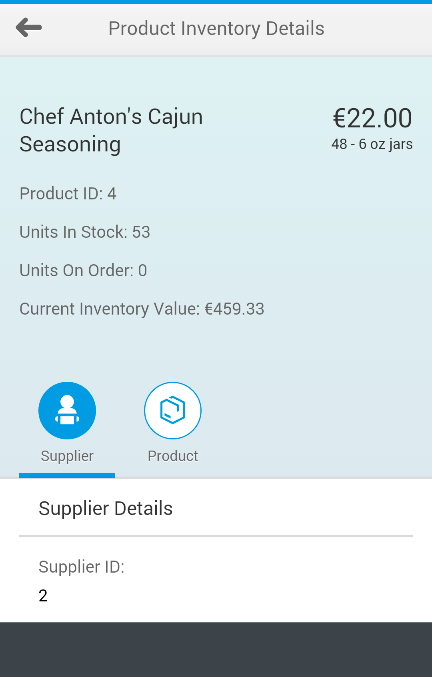 Product Inventory Details
Chef Anton's Cajun
Seasoning
€22.00
48 - 6 oz jars
Product ID: 4
Units In Stock: 53
Units On Order: 0
Current Inventory Value: €459.33
Supplier
Product
Supplier Details
Supplier ID:
2